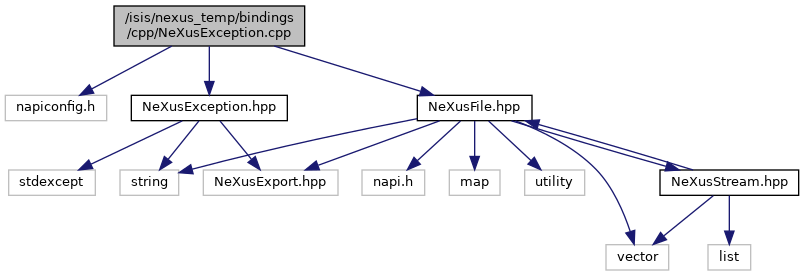 /isis/nexus_temp/bindings
/cpp/NeXusException.cpp
napiconfig.h
NeXusException.hpp
NeXusFile.hpp
stdexcept
string
NeXusExport.hpp
napi.h
map
utility
NeXusStream.hpp
vector
list